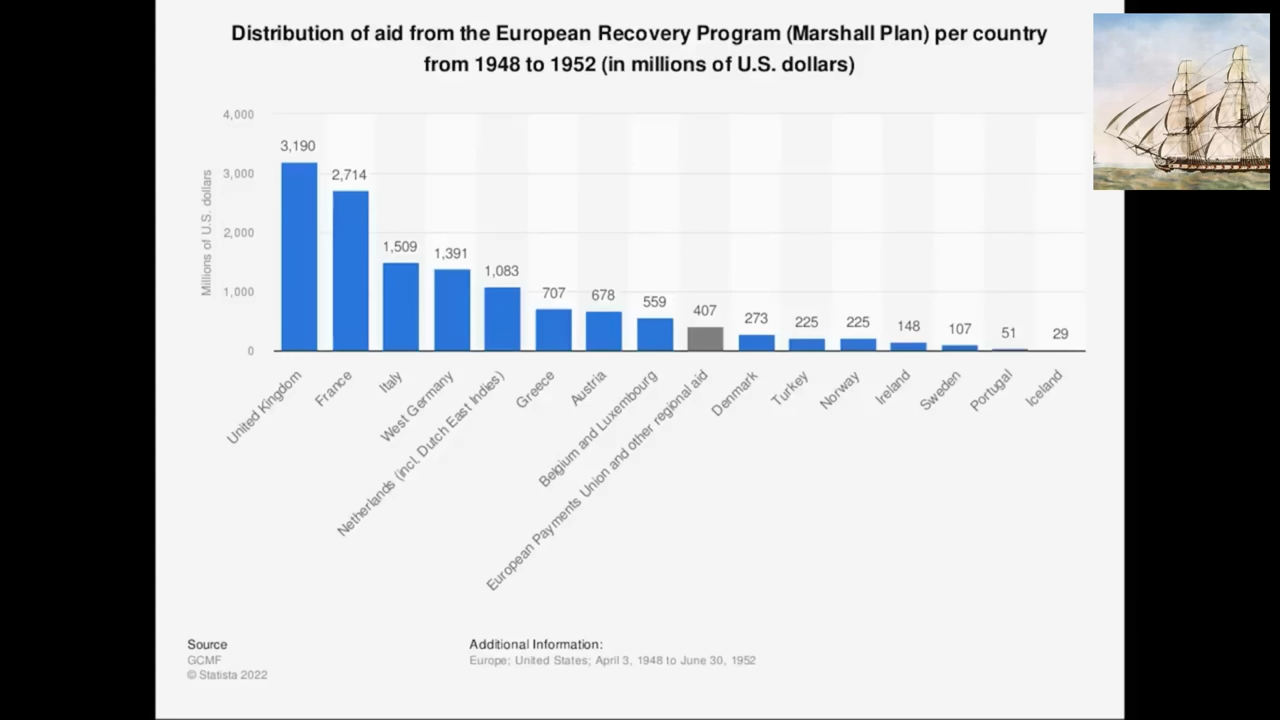 Distribution of aid from the European Recovery Program (Marshall Plan) per country
from 1948 to 1952 (in millions of U.S. dollars)
Millions of U.S. dollars
4,000
3,000
2,000
1,000
0
3,190
2,714
1,509
1,391
1,083
707
678
559
407
273
225
225
148
107
51
29
United Kingdom
France
Italy
West Germany
Netherlands (incl. Dutch East Indies)
Greece
Austria
Belgium and Luxembourg
European Payments Union and other regional aid
Denmark
Turkey
Norway
Ireland
Sweden
Portugal
Iceland
Source
GCMF
© Statista 2022
Additional Information:
Europe; United States; April 3, 1948 to June 30, 1952